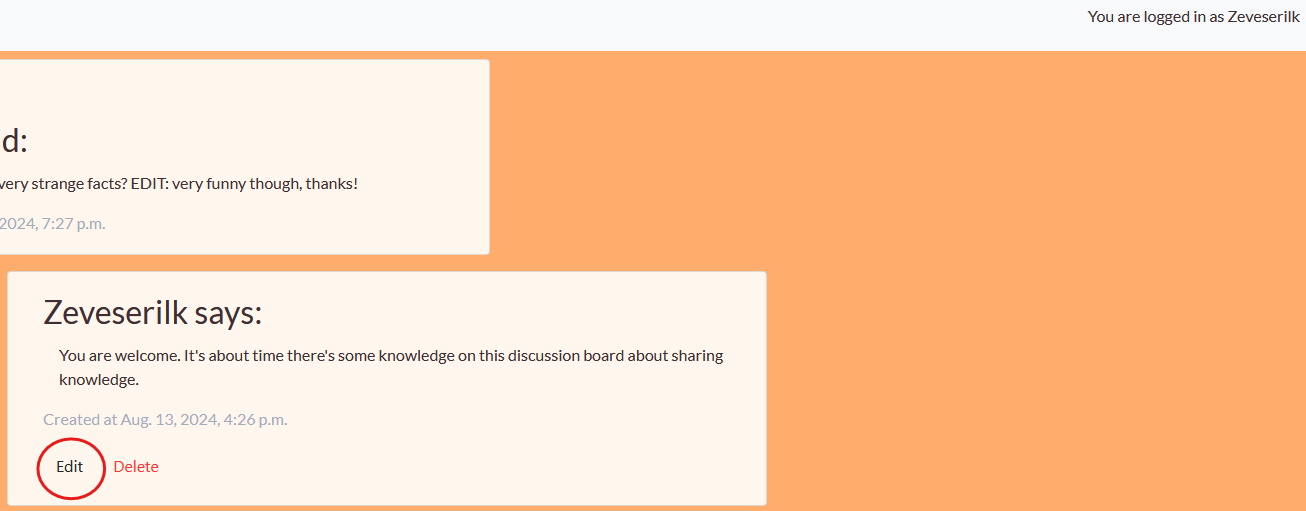 You are logged in as Zeveserilk
d:
very strange facts? EDIT: very funny though, thanks!
2024, 7:27 p.m.
Zeveserilk says:
You are welcome. It's about time there's some knowledge on this discussion board about sharing
knowledge.
Created at Aug. 13, 2024, 4:26 p.m.
Edit Delete